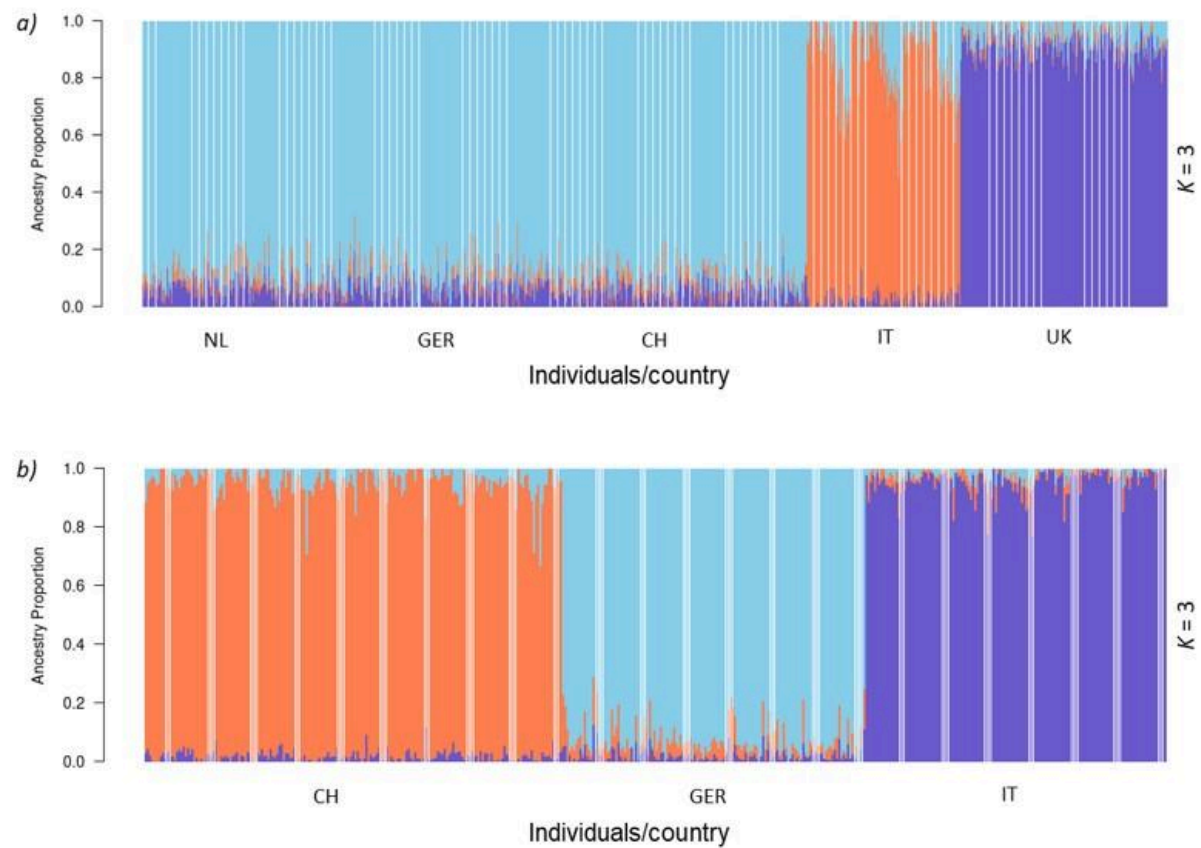 a)
1.0
0.8
0.6
0.4
0.2
0.0
Ancestry Proportion
K = 3
NL GER CH IT UK
Individuals/country
b)
1.0
0.8
0.6
0.4
0.2
0.0
Ancestry Proportion
K = 3
CH GER IT
Individuals/country